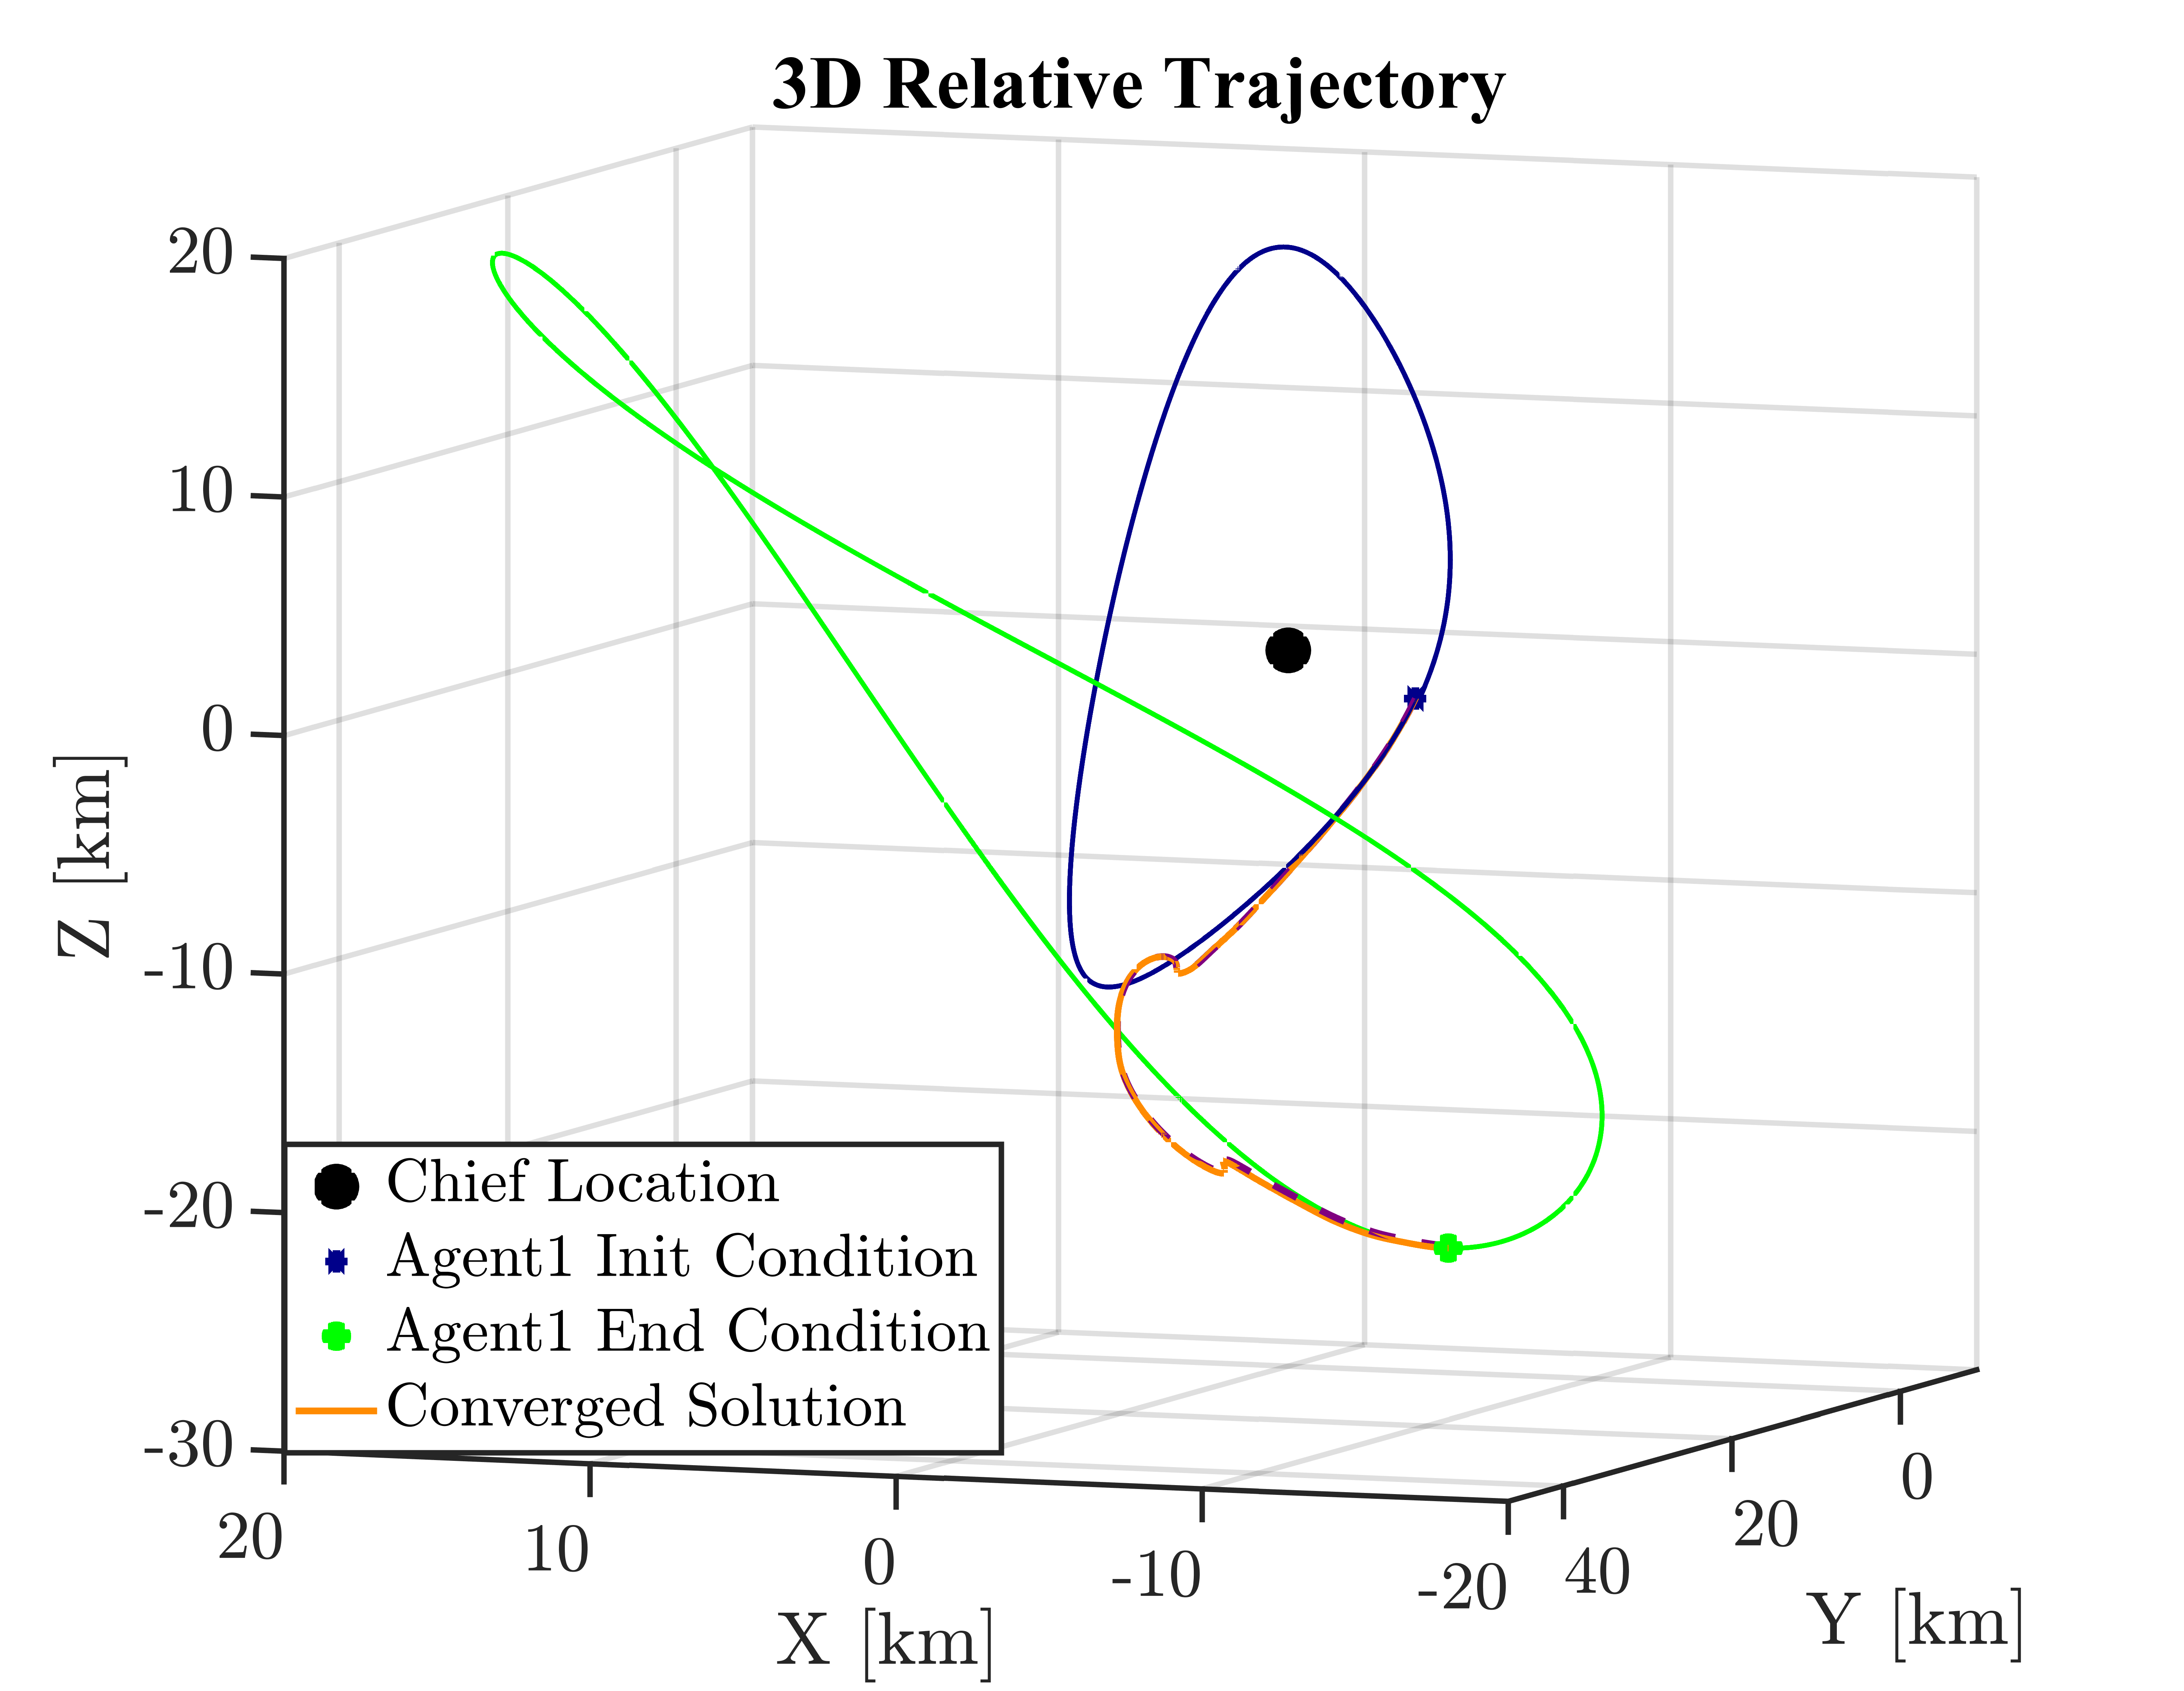 3D Relative Trajectory
20
10
0
-10
-20
-30
Z [km]
Chief Location
Agent1 Init Condition
Agent1 End Condition
Converged Solution
20
10
0
-10
-20
X [km]
40
20
0
Y [km]